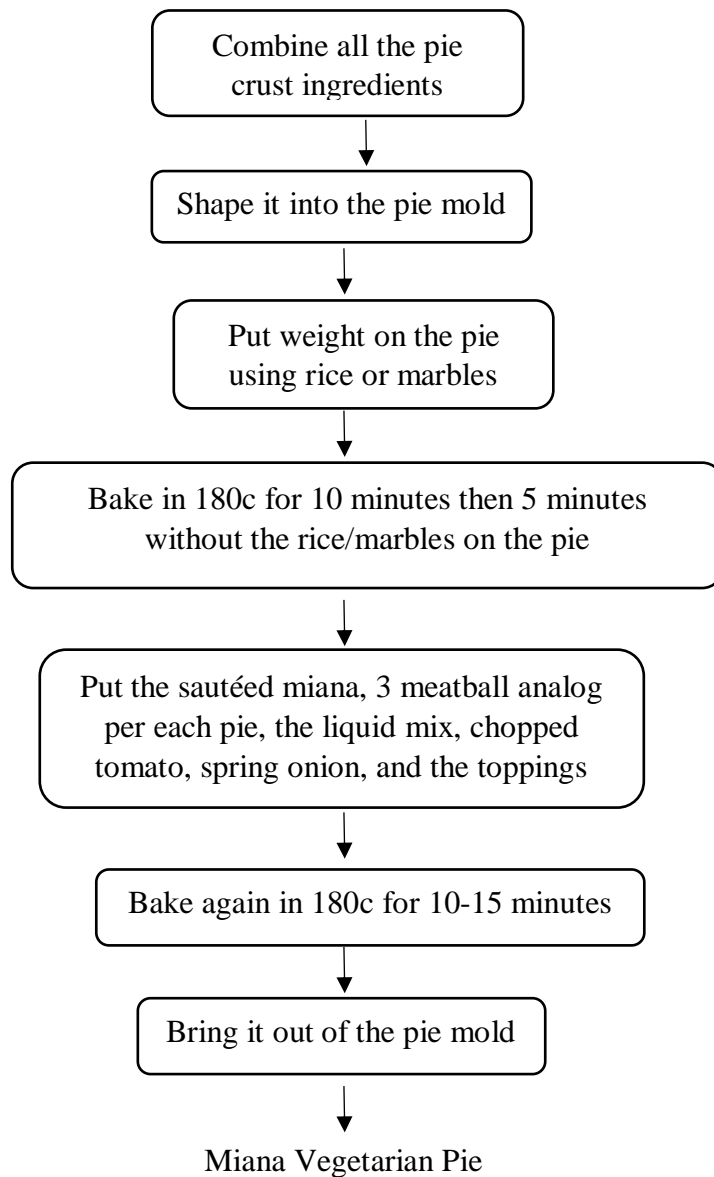 Combine all the pie
crust ingredients
Shape it into the pie mold
Put weight on the pie
using rice or marbles
Bake in 180c for 10 minutes then 5 minutes
without the rice/marbles on the pie
Put the sautéed miana, 3 meatball analog
per each pie, the liquid mix, chopped
tomato, spring onion, and the toppings
Bake again in 180c for 10-15 minutes
Bring it out of the pie mold
Miana Vegetarian Pie